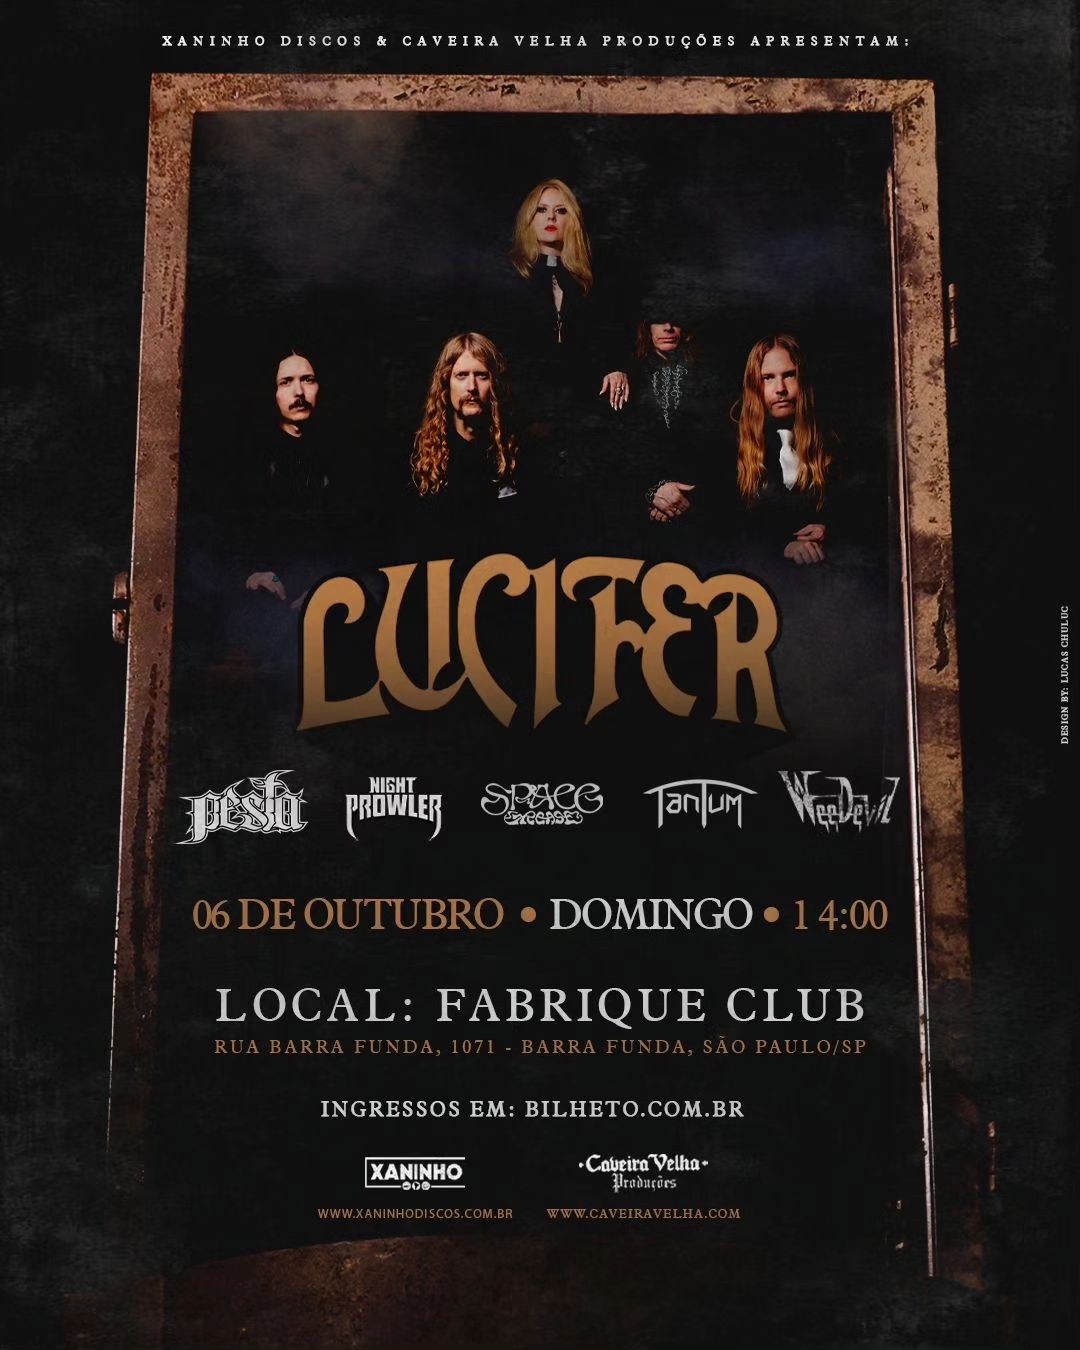 XANINHO DISCOS & CAVEIRA VELHA PRODUÇÕES APRESENTAM:
LUCIFER
PESTA
NIGHT PROWLER
SPACE GREASE
TANTUM
WEEDEVIL
06 DE OUTUBRO • DOMINGO • 14:00
LOCAL: FABRIQUE CLUB
RUA BARRA FUNDA, 1071 - BARRA FUNDA, SÃO PAULO/SP
INGRESSOS EM: BILHETO.COM.BR
XANINHO
Caveira Velha
Produções
WWW.XANINHODISCOS.COM.BR
WWW.CAVEIRAVELHA.COM
DESIGN BY: LUCAS CHULUC